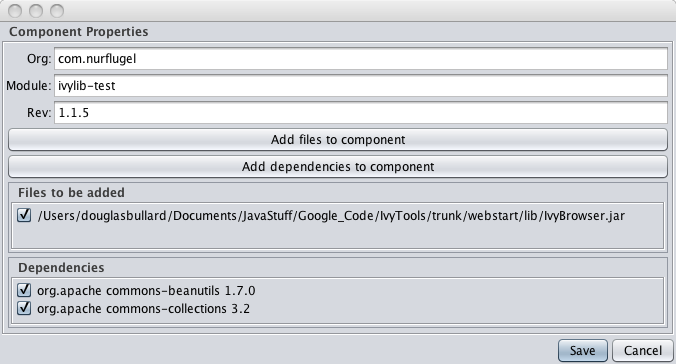 Component Properties
Org: com.nurflugel
Module: ivylib-test
Rev: 1.1.5
Add files to component
Add dependencies to component
Files to be added
/Users/douglasbullard/Documents/JavaStuff/Google_Code/IvyTools/trunk/webstart/lib/IvyBrowser.jar
Dependencies
org.apache commons-beanutils 1.7.0
org.apache commons-collections 3.2
Save Cancel